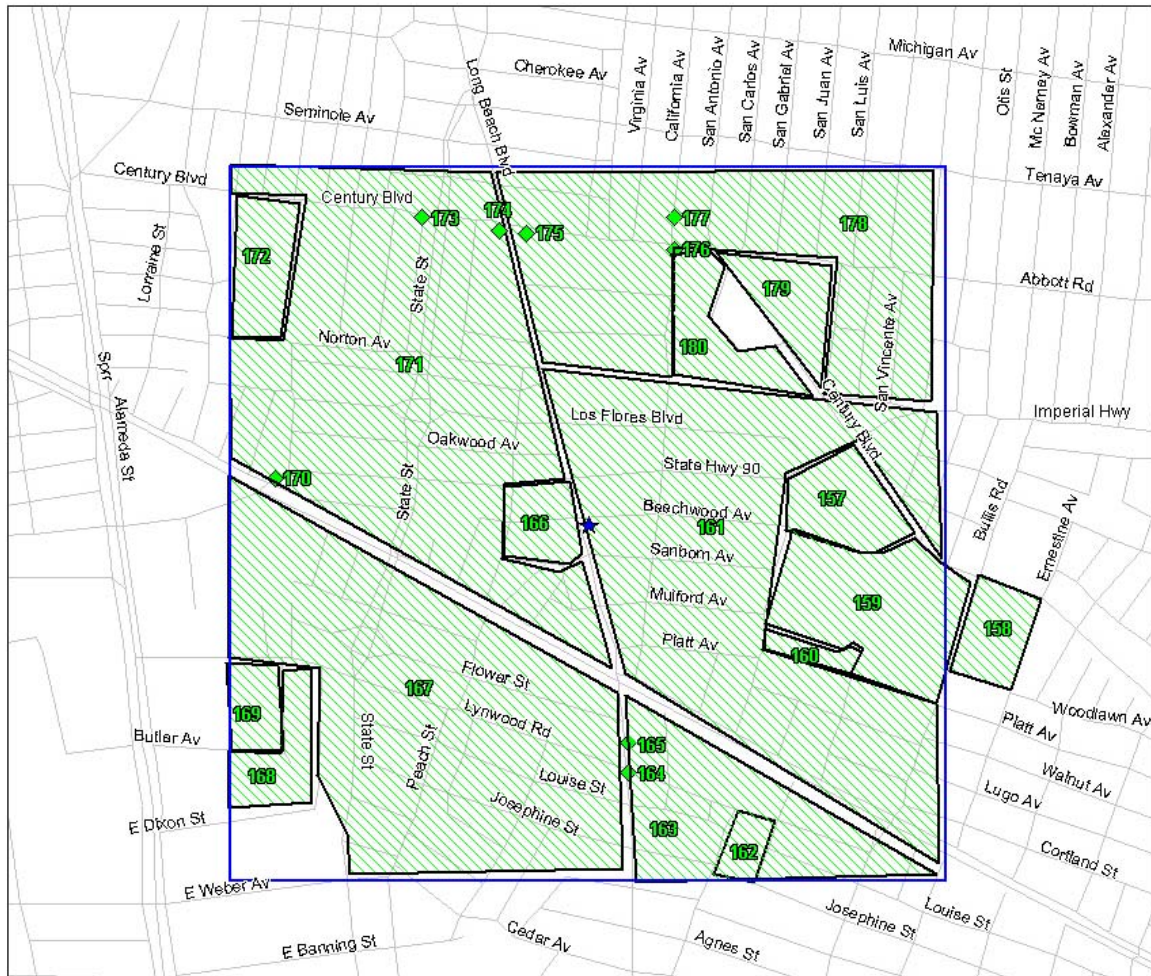 Michigan Av
Cherokee Av
Long Beach Blvd
Virginia Av
California Av
San Antonio Av
San Carlos Av
San Gabriel Av
San Juan Av
San Luis Av
Otis St
Mc Nerney Av
Bowman Av
Alexander Av
Seminole Av
Century Blvd
Tenaya Av
Century Blvd
173
174
175
177
178
176
172
Lorraine St
State St
179
Abbott Rd
Norton Av
171
180
San Vincente Av
Sprr
Alameda St
Century Blvd
Los Flores Blvd
Imperial Hwy
Oakwood Av
State Hwy 90
170
State St
157
Bullis Rd
Beechwood Av
166
161
Ernestine Av
Sanborn Av
Mulford Av
159
158
Platt Av
160
Flower St
167
Lynwood Rd
169
Woodlawn Av
Platt Av
Butler Av
State St
Peach St
165
168
Louise St
164
Walnut Av
Lugo Av
E Dixon St
Josephine St
163
162
Cortland St
E Weber Av
Josephine St
Louise St
E Banning St
Cedar Av
Agnes St